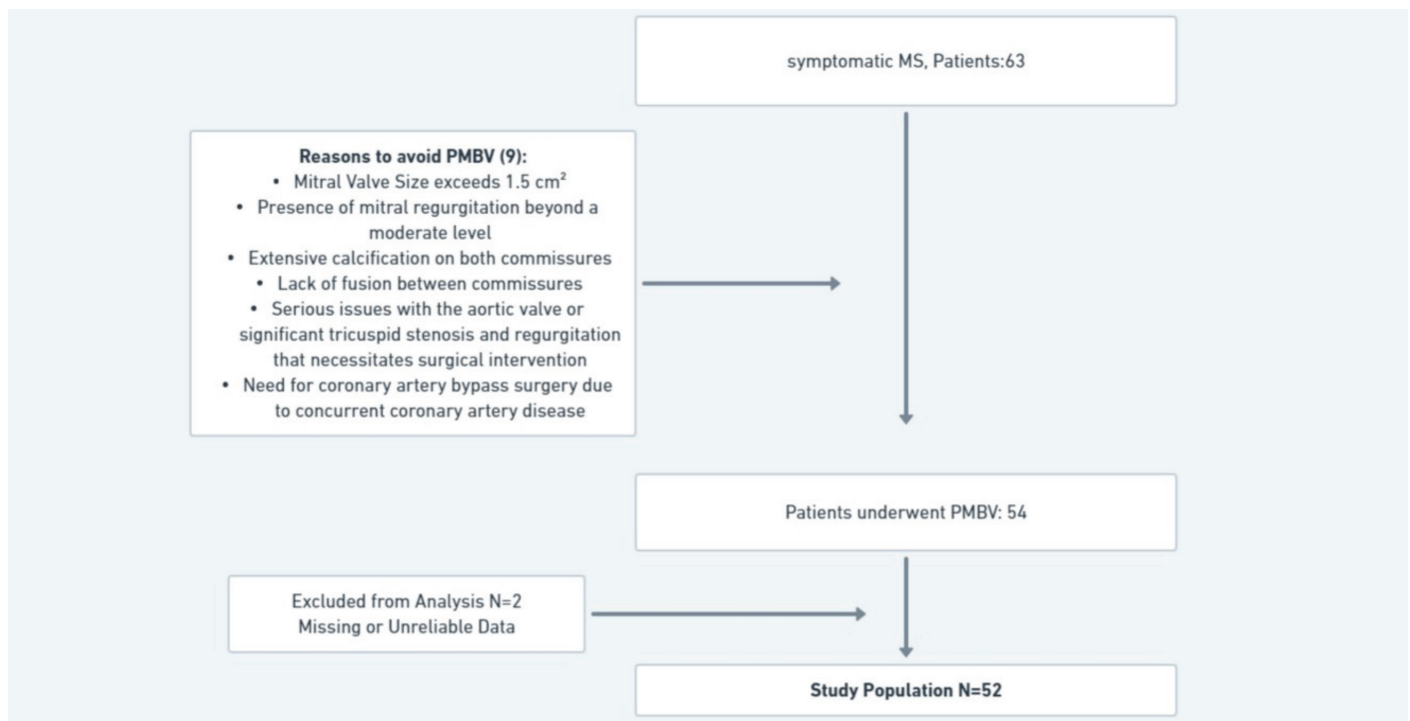 symptomatic MS, Patients:63
Reasons to avoid PMBV (9):
• Mitral Valve Size exceeds 1.5 cm²
• Presence of mitral regurgitation beyond a
moderate level
• Extensive calcification on both commissures
• Lack of fusion between commissures
• Serious issues with the aortic valve or
significant tricuspid stenosis and regurgitation
that necessitates surgical intervention
• Need for coronary artery bypass surgery due
to concurrent coronary artery disease
Patients underwent PMBV: 54
Excluded from Analysis N=2
Missing or Unreliable Data
Study Population N=52